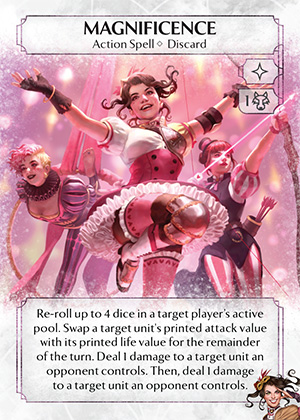 MAGNIFICENCE
Action Spell ⬦ Discard
1
Re-roll up to 4 dice in a target player's active
pool. Swap a target unit's printed attack value
with its printed life value for the remainder
of the turn. Deal 1 damage to a target unit an
opponent controls. Then, deal 1 damage
to a target unit an opponent controls.